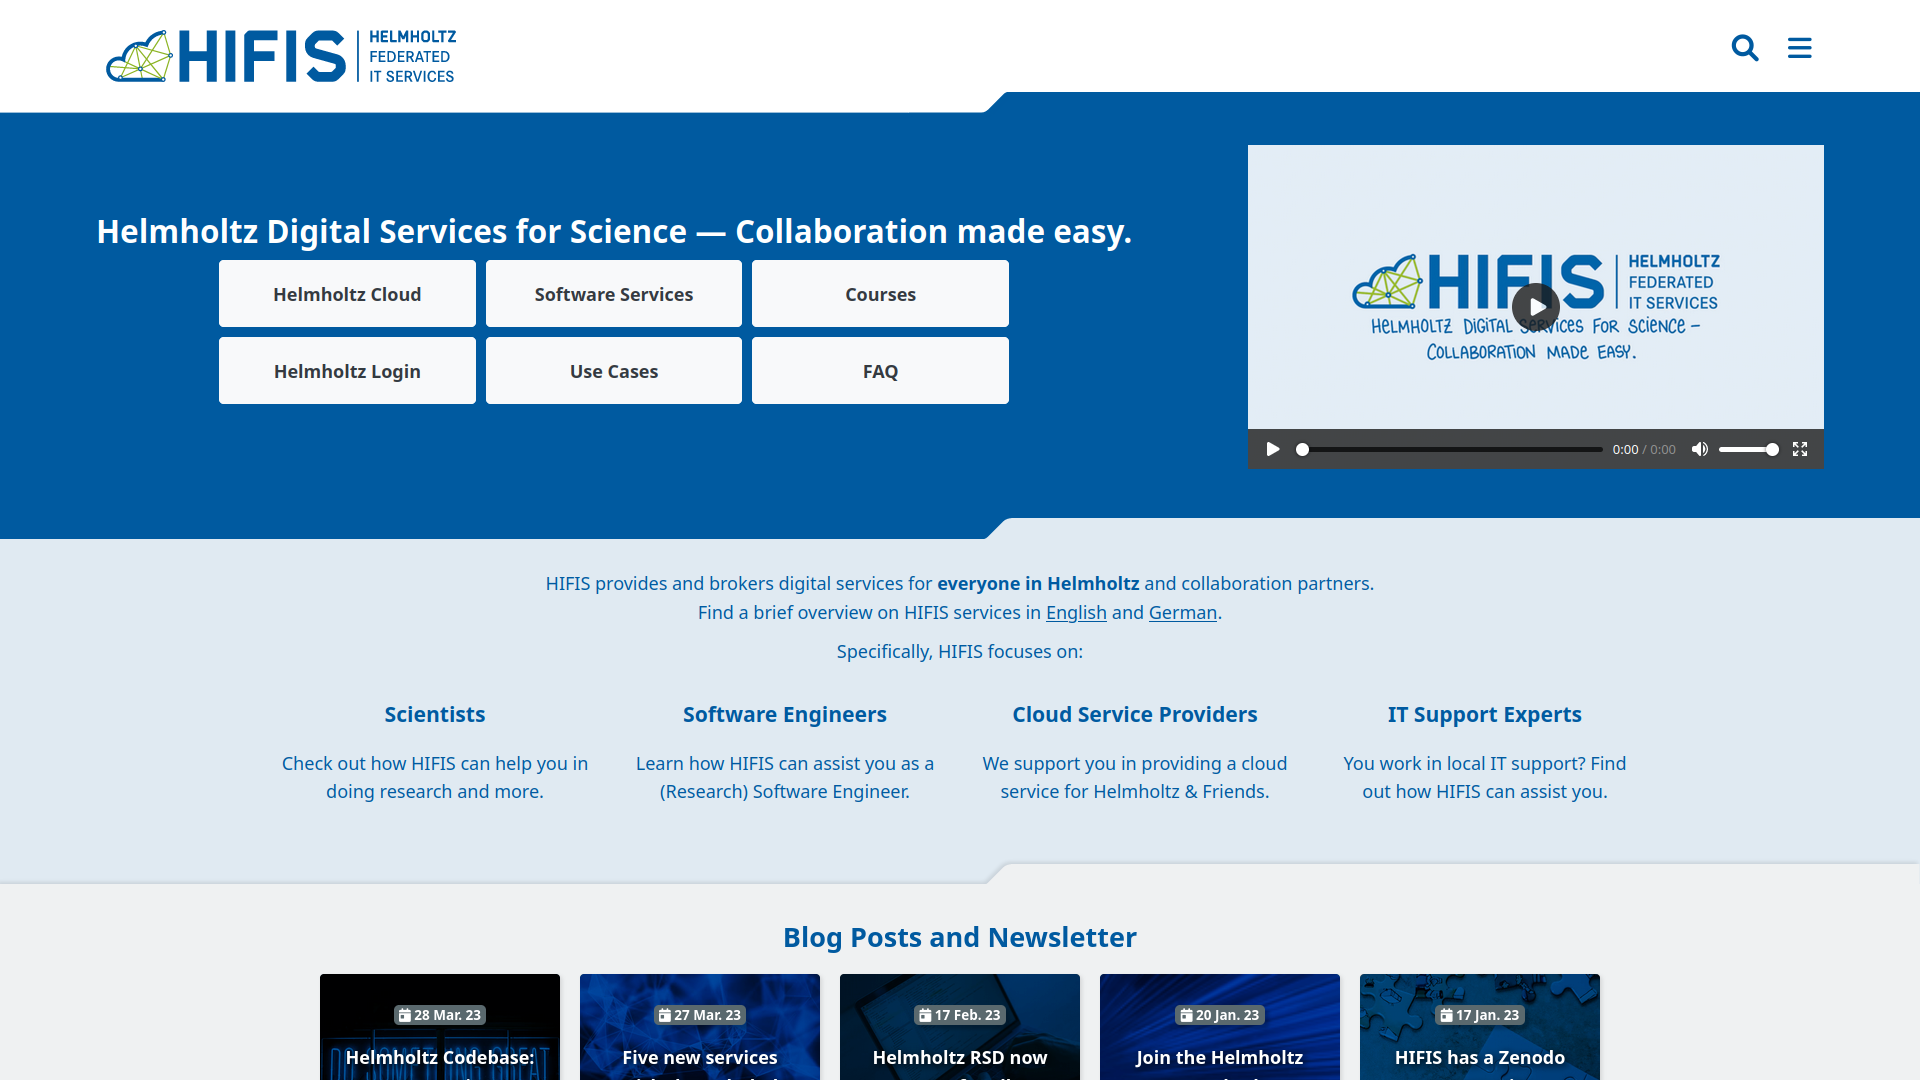 HIFIS
HELMHOLTZ
FEDERATED
IT SERVICES
Helmholtz Digital Services for Science — Collaboration made easy.
Helmholtz Cloud
Software Services
Courses
Helmholtz Login
Use Cases
FAQ
HIFIS
HELMHOLTZ
FEDERATED
IT SERVICES
HELMHOLTZ DIGITAL SERVICES FOR SCIENCE –
COLLABORATION MADE EASY.
0:00 / 0:00
HIFIS provides and brokers digital services for everyone in Helmholtz and collaboration partners.
Find a brief overview on HIFIS services in English and German.
Specifically, HIFIS focuses on:
Scientists
Check out how HIFIS can help you in
doing research and more.
Software Engineers
Learn how HIFIS can assist you as a
(Research) Software Engineer.
Cloud Service Providers
We support you in providing a cloud
service for Helmholtz & Friends.
IT Support Experts
You work in local IT support? Find
out how HIFIS can assist you.
Blog Posts and Newsletter
28 Mar. 23
Helmholtz Codebase:
27 Mar. 23
Five new services
17 Feb. 23
Helmholtz RSD now
20 Jan. 23
Join the Helmholtz
17 Jan. 23
HIFIS has a Zenodo